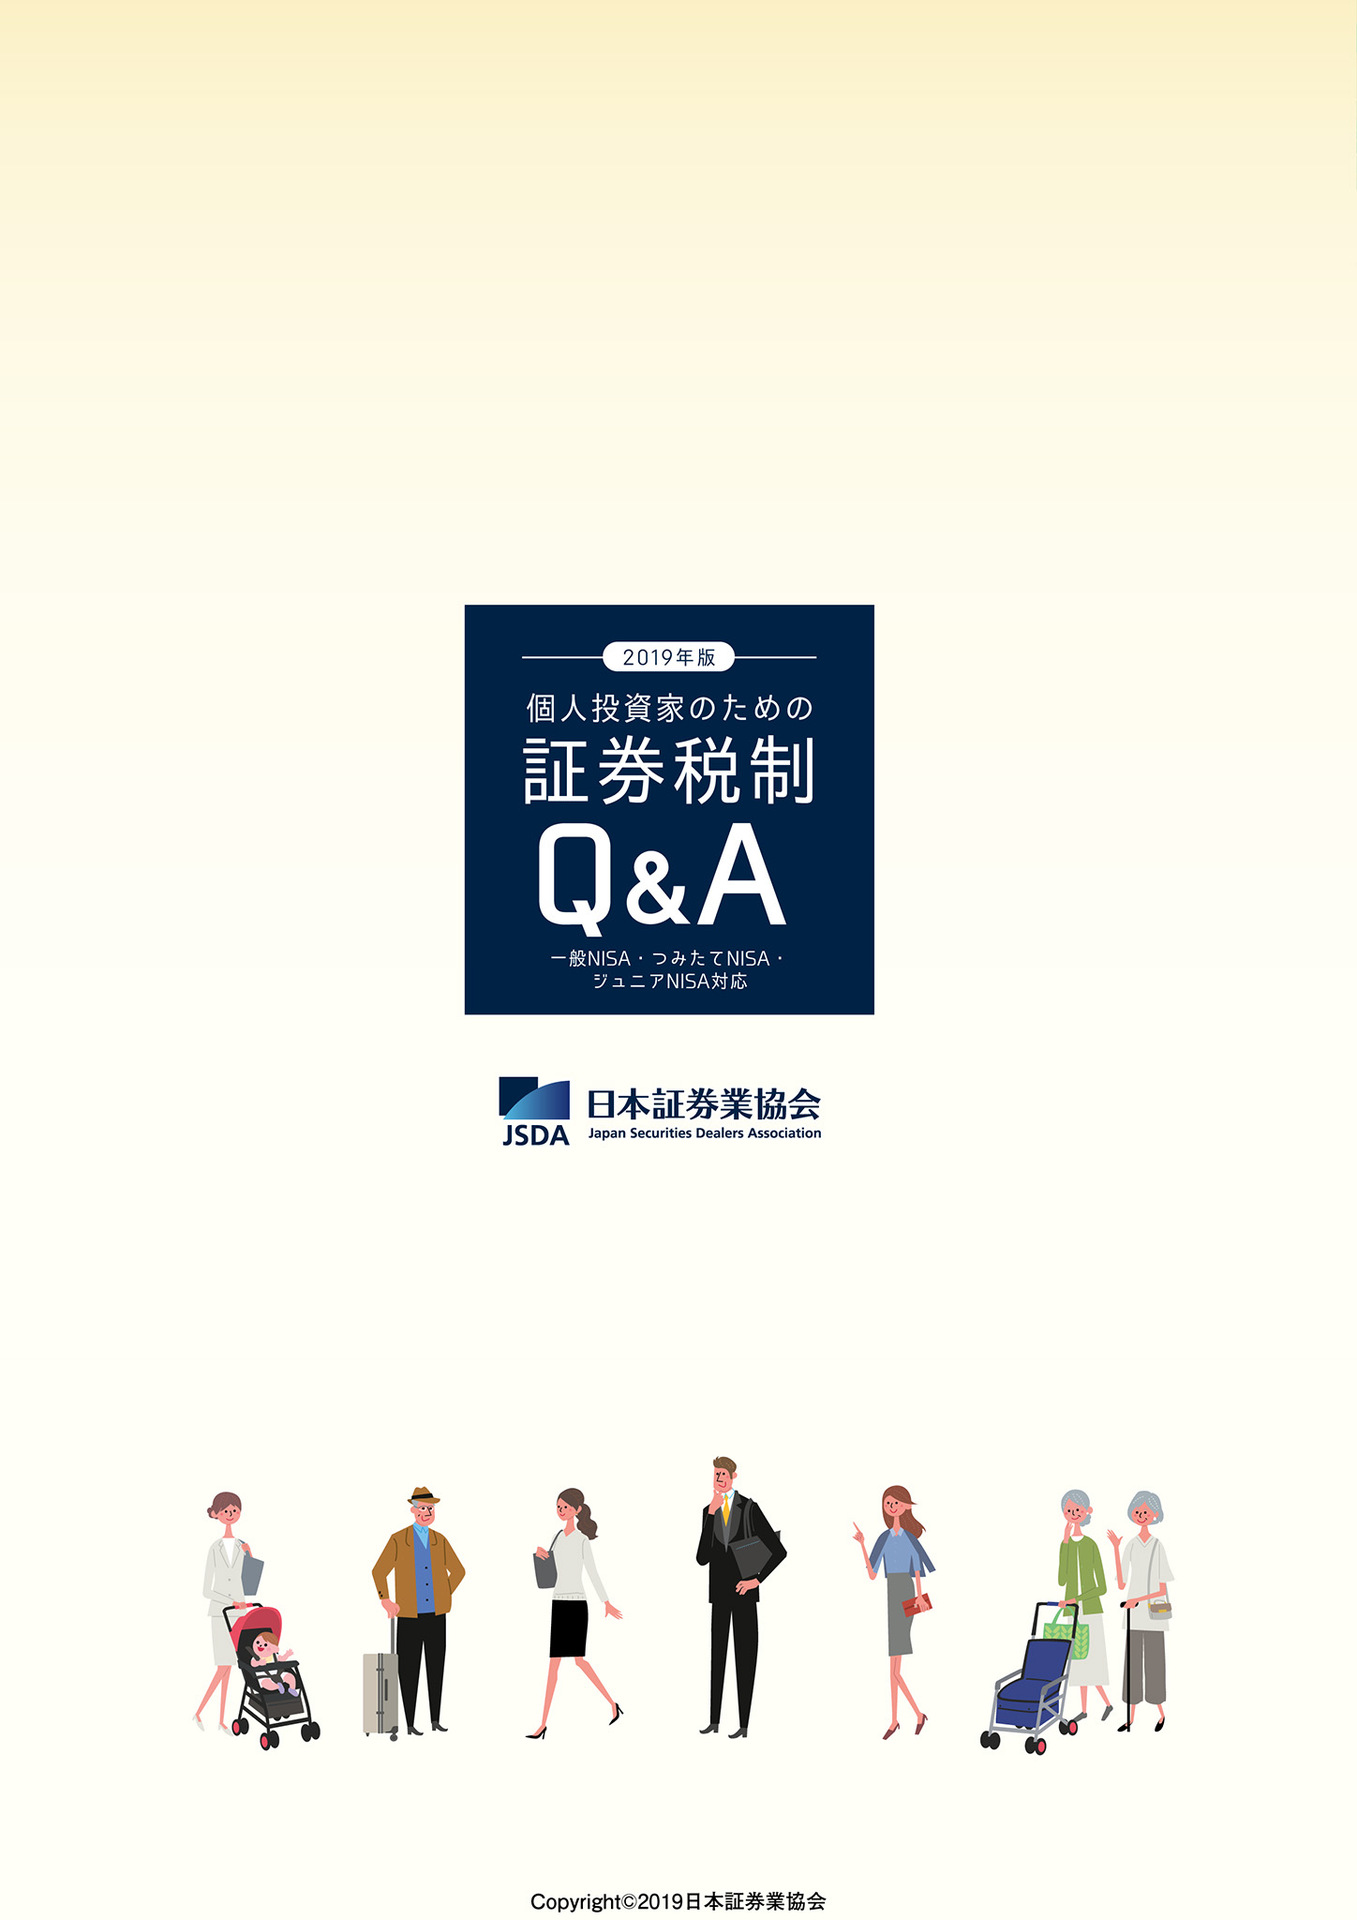 2019年版
個人投資家のための
証券税制
Q&A
一般NISA・つみたてNISA・
ジュニアNISA対応
JSDA
日本証券業協会
Japan Securities Dealers Association
Copyright©2019日本証券業協会